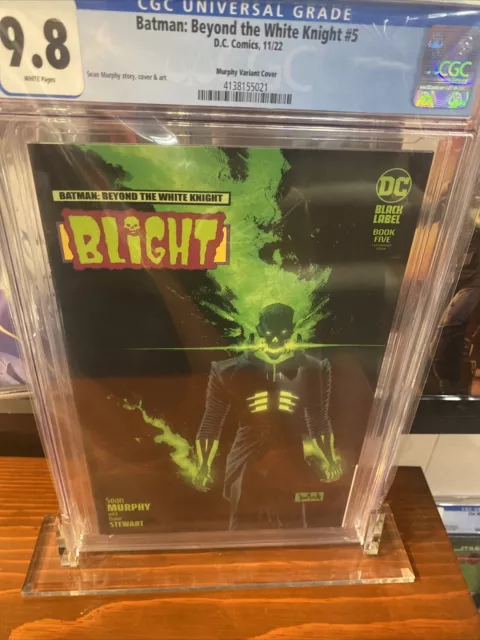 CGC UNIVERSAL GRADE
9.8
WHITE Pages
Batman: Beyond the White Knight #5
D.C. Comics, 11/22
Sean Murphy story, cover & art
Murphy Variant Cover
4138155021
CGC
BATMAN: BEYOND THE WHITE KNIGHT
BLIGHT
DC
BLACK
LABEL
BOOK
FIVE
Sean
MURPHY
with
Dave
STEWART